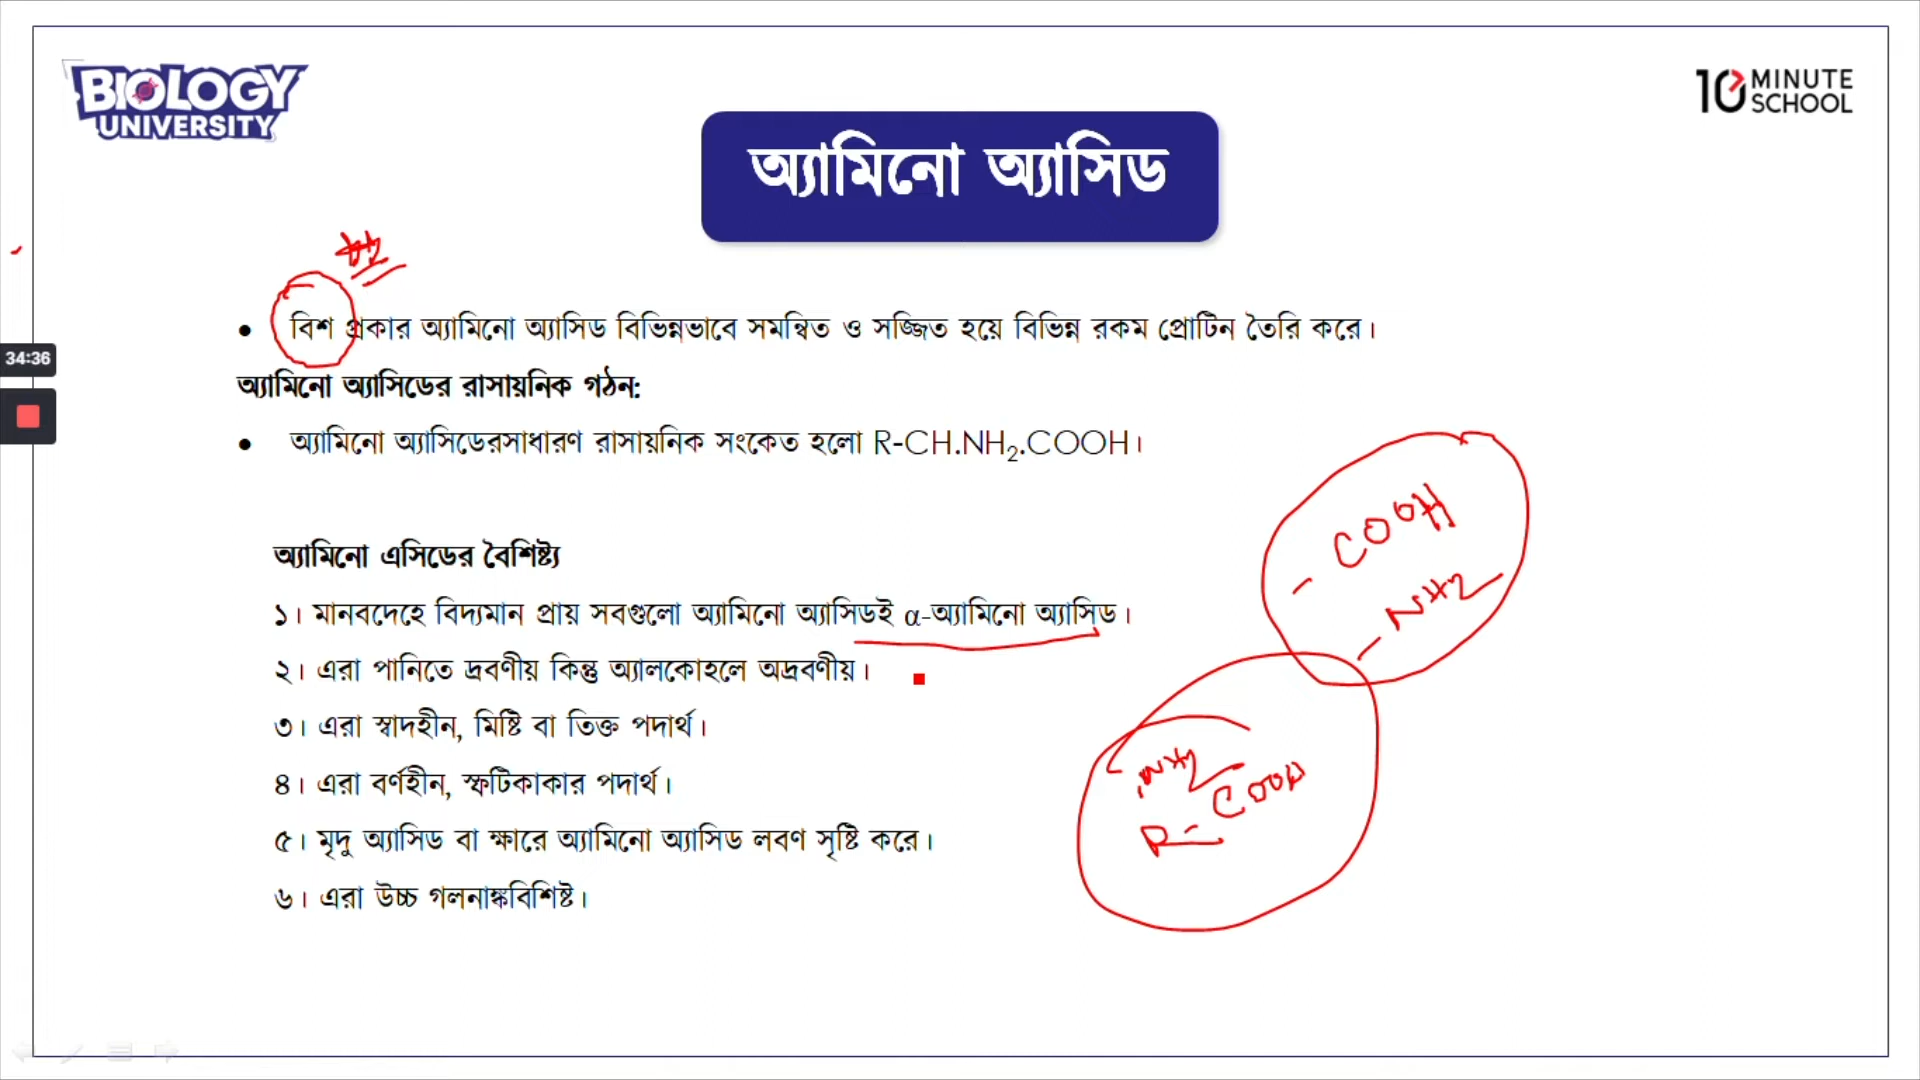 BIOLOGY
UNIVERSITY
10 MINUTE
SCHOOL
অ্যামিনো অ্যাসিড
• বিশ প্রকার অ্যামিনো অ্যাসিড বিভিন্নভাবে সমন্বিত ও সজ্জিত হয়ে বিভিন্ন রকম প্রোটিন তৈরি করে।
34:36
অ্যামিনো অ্যাসিডের রাসায়নিক গঠন:
• অ্যামিনো অ্যাসিডেরসাধারণ রাসায়নিক সংকেত হলো R-CH.NH₂.COOH।
- COOH
- NH2
অ্যামিনো এসিডের বৈশিষ্ট্য
১। মানবদেহে বিদ্যমান প্রায় সবগুলো অ্যামিনো অ্যাসিডই α-অ্যামিনো অ্যাসিড।
২। এরা পানিতে দ্রবণীয় কিন্তু অ্যালকোহলে অদ্রবণীয়।
৩। এরা স্বাদহীন, মিষ্টি বা তিক্ত পদার্থ।
৪। এরা বর্ণহীন, স্ফটিকাকার পদার্থ।
৫। মৃদু অ্যাসিড বা ক্ষারে অ্যামিনো অ্যাসিড লবণ সৃষ্টি করে।
৬। এরা উচ্চ গলনাঙ্কবিশিষ্ট।
NH2
COOH
R-